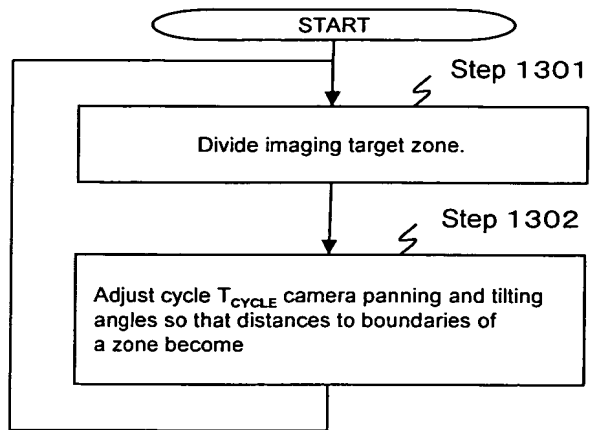 START
Step 1301
Divide imaging target zone.
Step 1302
Adjust cycle TCYCLE camera panning and tilting
angles so that distances to boundaries of
a zone become